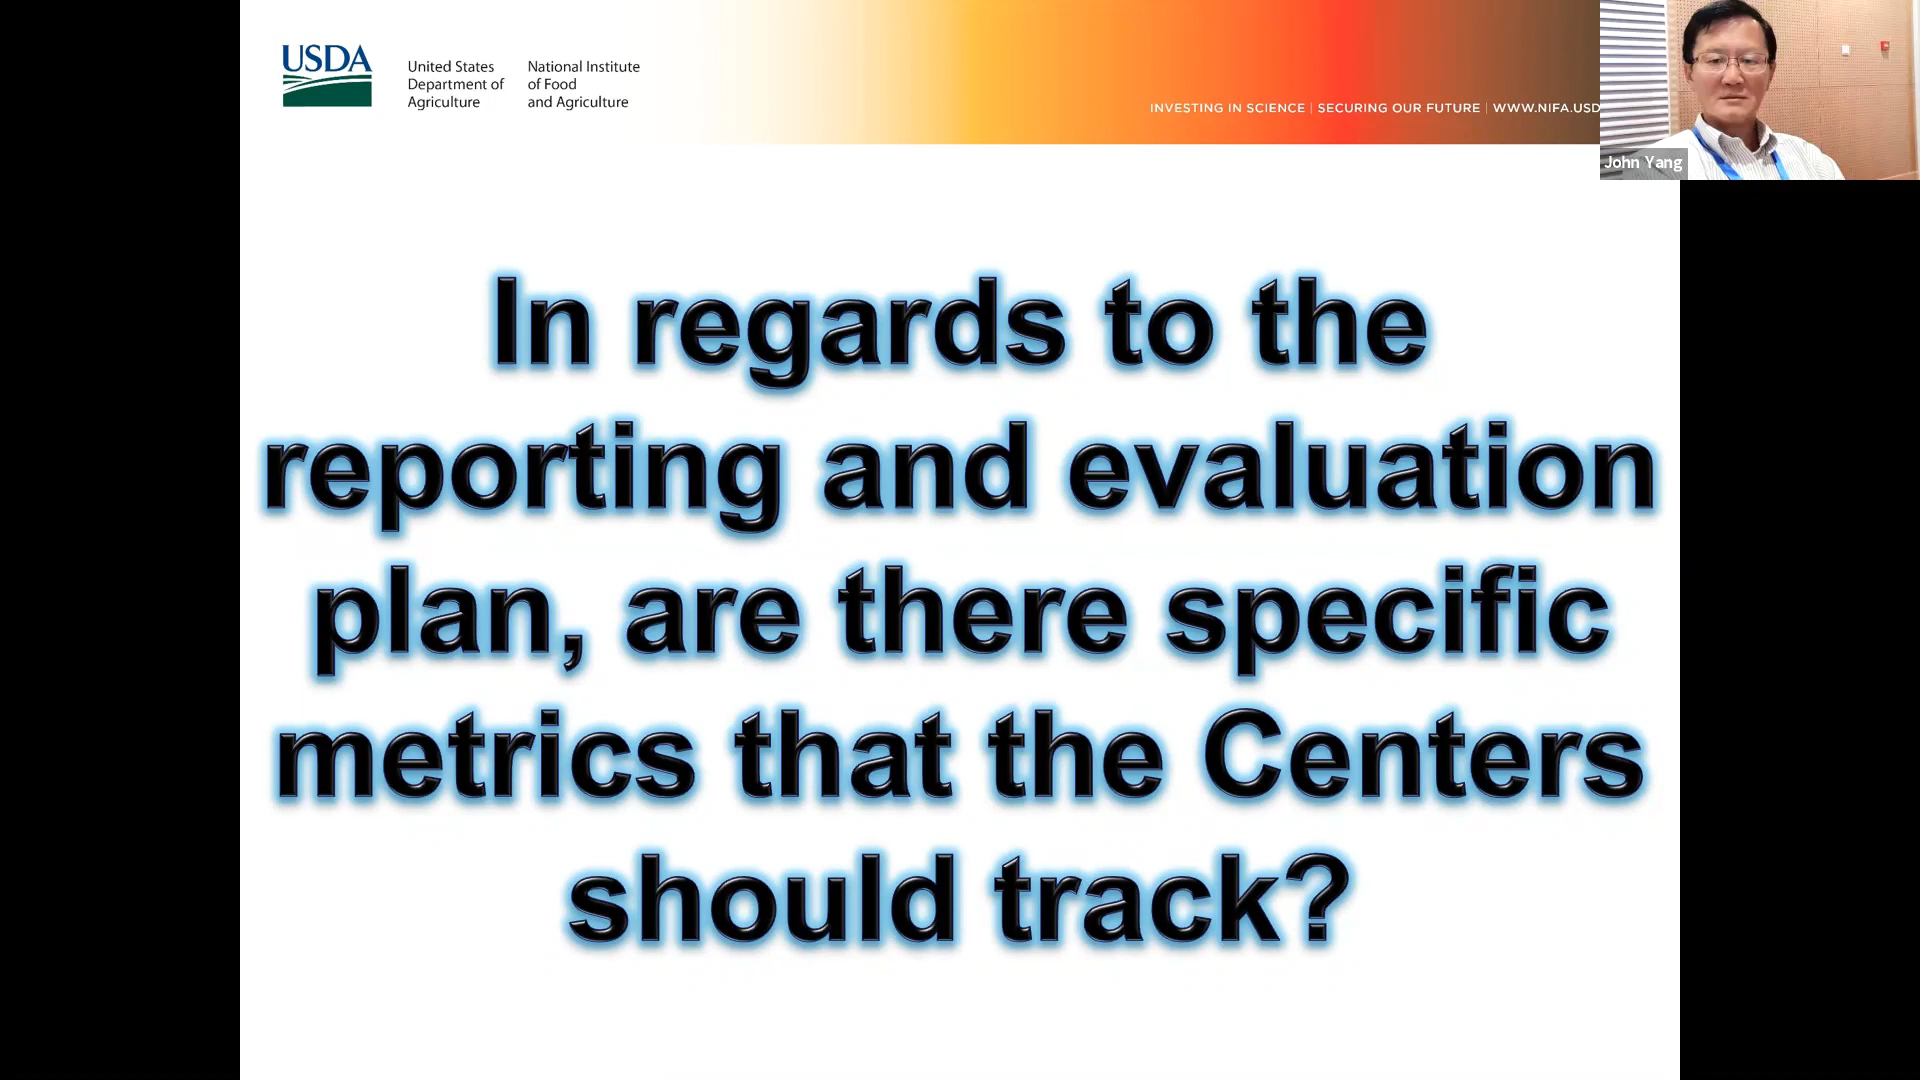 USDA
United States
Department of
Agriculture
National Institute
of Food
and Agriculture
INVESTING IN SCIENCE | SECURING OUR FUTURE | WWW.NIFA.USD
John Yang
In regards to the
reporting and evaluation
plan, are there specific
metrics that the Centers
should track?